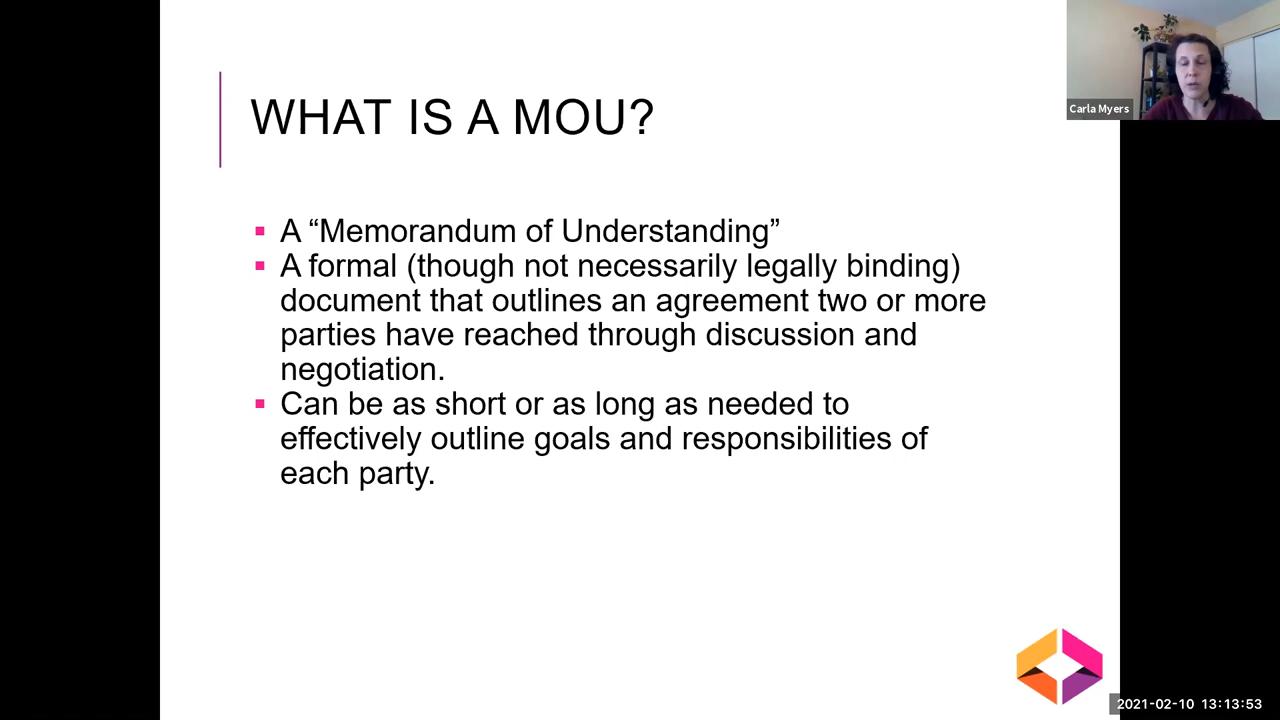 WHAT IS A MOU?
A “Memorandum of Understanding”
A formal (though not necessarily legally binding)
document that outlines an agreement two or more
parties have reached through discussion and
negotiation.
Can be as short or as long as needed to
effectively outline goals and responsibilities of
each party.
Carla Myers
2021-02-10 13:13:53